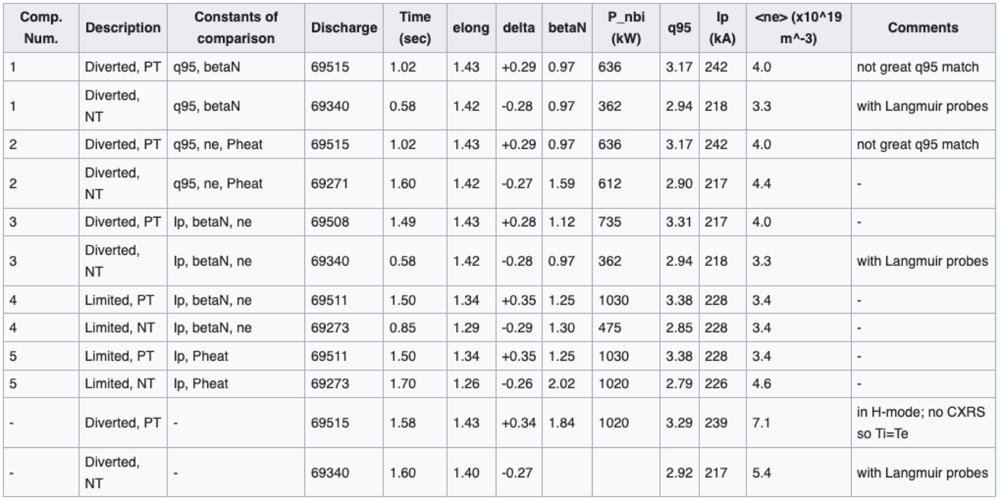 Comp. Num. Description Constants of comparison Discharge Time (sec) elong delta betaN P_nbi (kW) q95 Ip (kA) <ne> (x10^19 m^-3) Comments
1 Diverted, PT q95, betaN 69515 1.02 1.43 +0.29 0.97 636 3.17 242 4.0 not great q95 match
1 Diverted, NT q95, betaN 69340 0.58 1.42 -0.28 0.97 362 2.94 218 3.3 with Langmuir probes
2 Diverted, PT q95, ne, Pheat 69515 1.02 1.43 +0.29 0.97 636 3.17 242 4.0 not great q95 match
2 Diverted, NT q95, ne, Pheat 69271 1.60 1.42 -0.27 1.59 612 2.90 217 4.4 -
3 Diverted, PT Ip, betaN, ne 69508 1.49 1.43 +0.28 1.12 735 3.31 217 4.0 -
3 Diverted, NT Ip, betaN, ne 69340 0.58 1.42 -0.28 0.97 362 2.94 218 3.3 with Langmuir probes
4 Limited, PT Ip, betaN, ne 69511 1.50 1.34 +0.35 1.25 1030 3.38 228 3.4 -
4 Limited, NT Ip, betaN, ne 69273 0.85 1.29 -0.29 1.30 475 2.85 228 3.4 -
5 Limited, PT Ip, Pheat 69511 1.50 1.34 +0.35 1.25 1030 3.38 228 3.4 -
5 Limited, NT Ip, Pheat 69273 1.70 1.26 -0.26 2.02 1020 2.79 226 4.6 -
- Diverted, PT - 69515 1.58 1.43 +0.34 1.84 1020 3.29 239 7.1 in H-mode; no CXRS so Ti=Te
- Diverted, NT - 69340 1.60 1.40 -0.27 2.92 217 5.4 with Langmuir probes